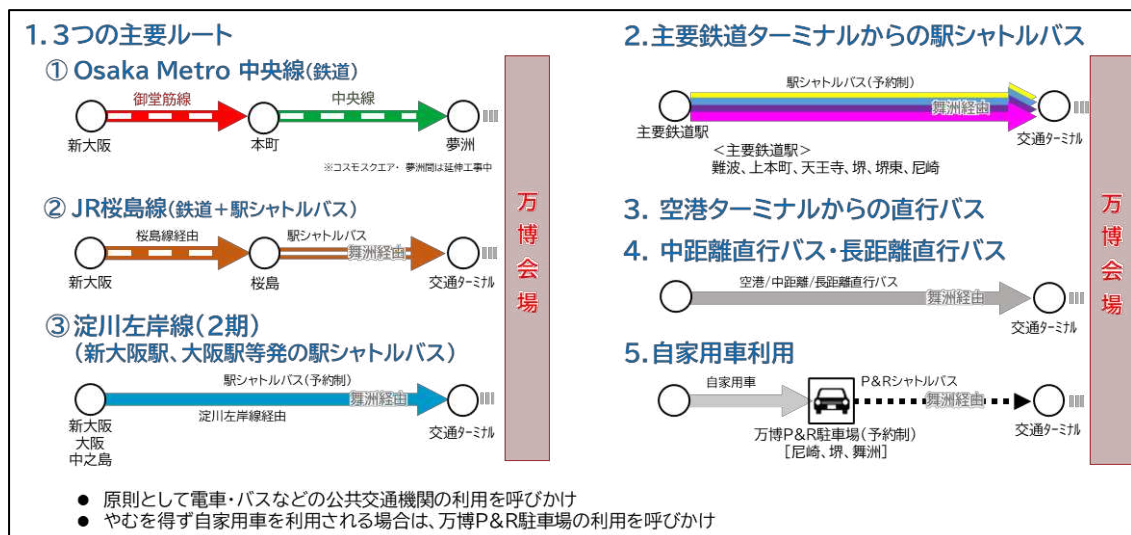 1. 3つの主要ルート
① Osaka Metro 中央線(鉄道)
御堂筋線
中央線
新大阪
本町
夢洲
※コスモスクエア・ 夢洲間は延伸工事中
② JR桜島線(鉄道+駅シャトルバス)
桜島線経由
駅シャトルバス
舞洲経由
新大阪
桜島
交通ターミナル
③ 淀川左岸線(2期)
(新大阪駅、大阪駅等発の駅シャトルバス)
駅シャトルバス(予約制)
舞洲経由
淀川左岸線経由
新大阪
大阪
中之島
交通ターミナル
万博会場
2.主要鉄道ターミナルからの駅シャトルバス
駅シャトルバス(予約制)
舞洲経由
主要鉄道駅
交通ターミナル
<主要鉄道駅>
難波、上本町、天王寺、堺、堺東、尼崎
3. 空港ターミナルからの直行バス
4. 中距離直行バス・長距離直行バス
空港/中距離/長距離直行バス
舞洲経由
交通ターミナル
5.自家用車利用
自家用車
P&Rシャトルバス
舞洲経由
万博P&R駐車場(予約制)
[尼崎、堺、舞洲]
交通ターミナル
万博会場
● 原則として電車・バスなどの公共交通機関の利用を呼びかけ
● やむを得ず自家用車を利用される場合は、万博P&R駐車場の利用を呼びかけ